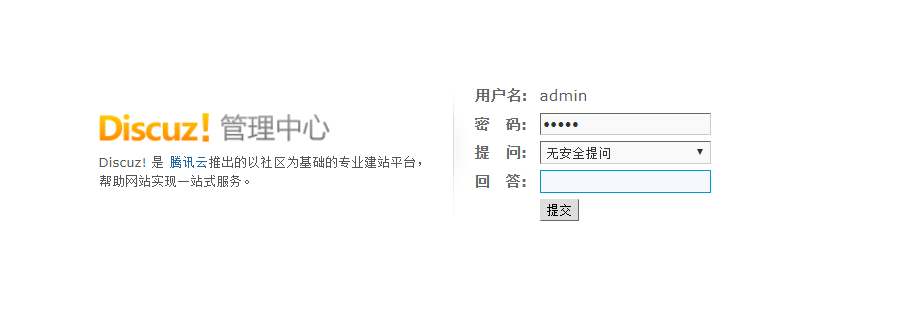 Discuz! 管理中心
Discuz! 是 腾讯云推出的以社区为基础的专业建站平台，
帮助网站实现一站式服务。
用户名: admin
密 码: •••••
提 问: 无安全提问
回 答:
提交